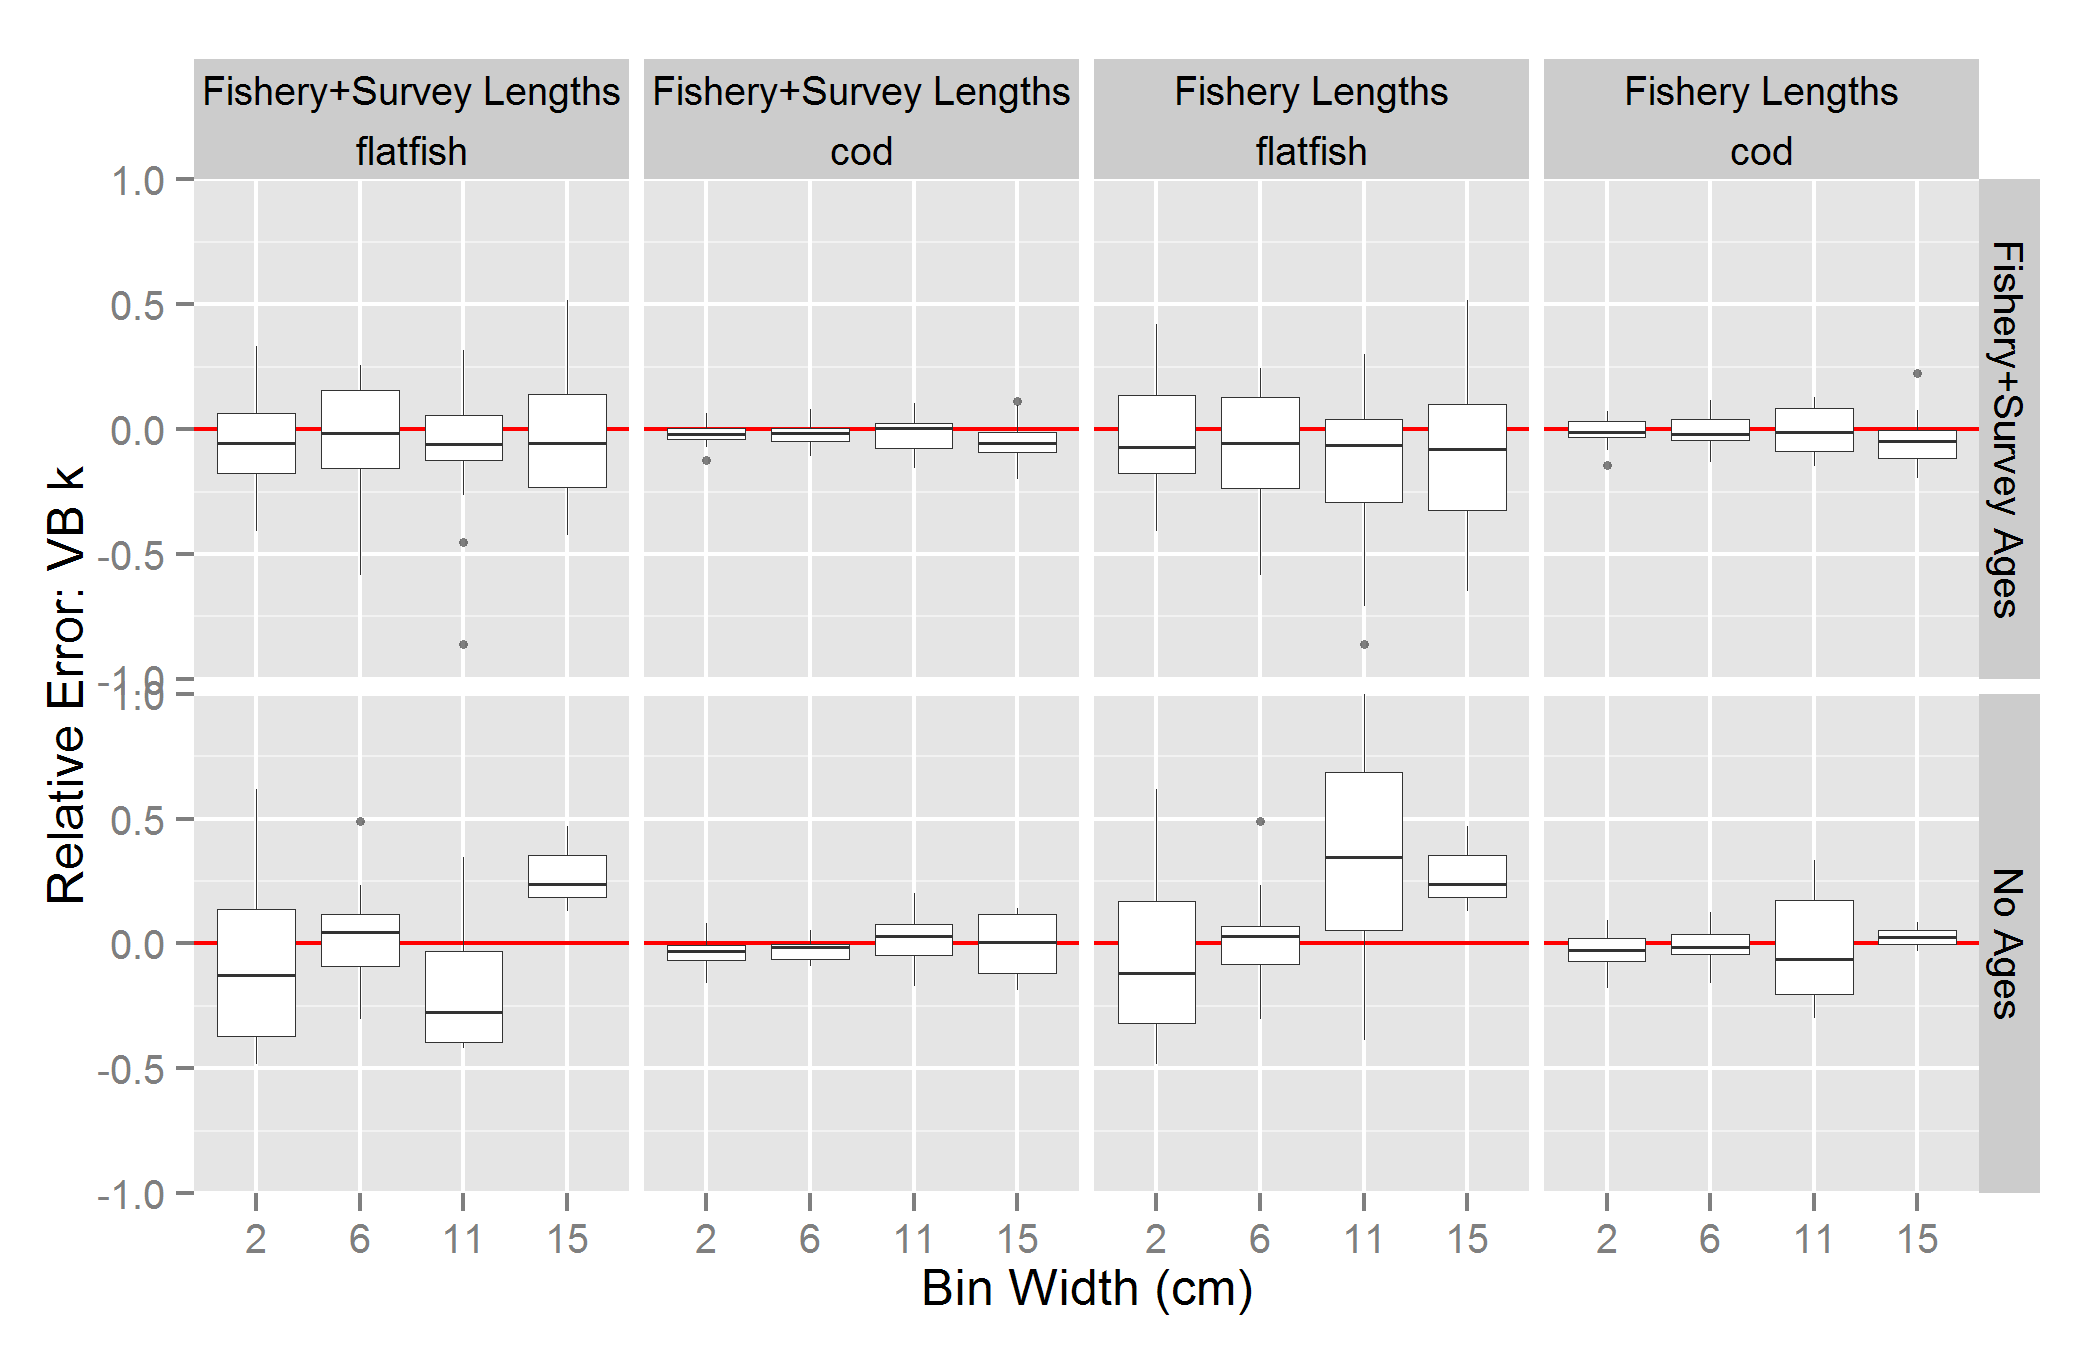 Fishery+Survey Lengths
flatfish
Fishery+Survey Lengths
cod
Fishery Lengths
flatfish
Fishery Lengths
cod
Relative Error: VB k
1.0
0.5
0.0
-0.5
-1.0
Fishery+Survey Ages
1.0
0.5
0.0
-0.5
-1.0
No Ages
2 6 11 15 2 6 11 15 2 6 11 15 2 6 11 15
Bin Width (cm)